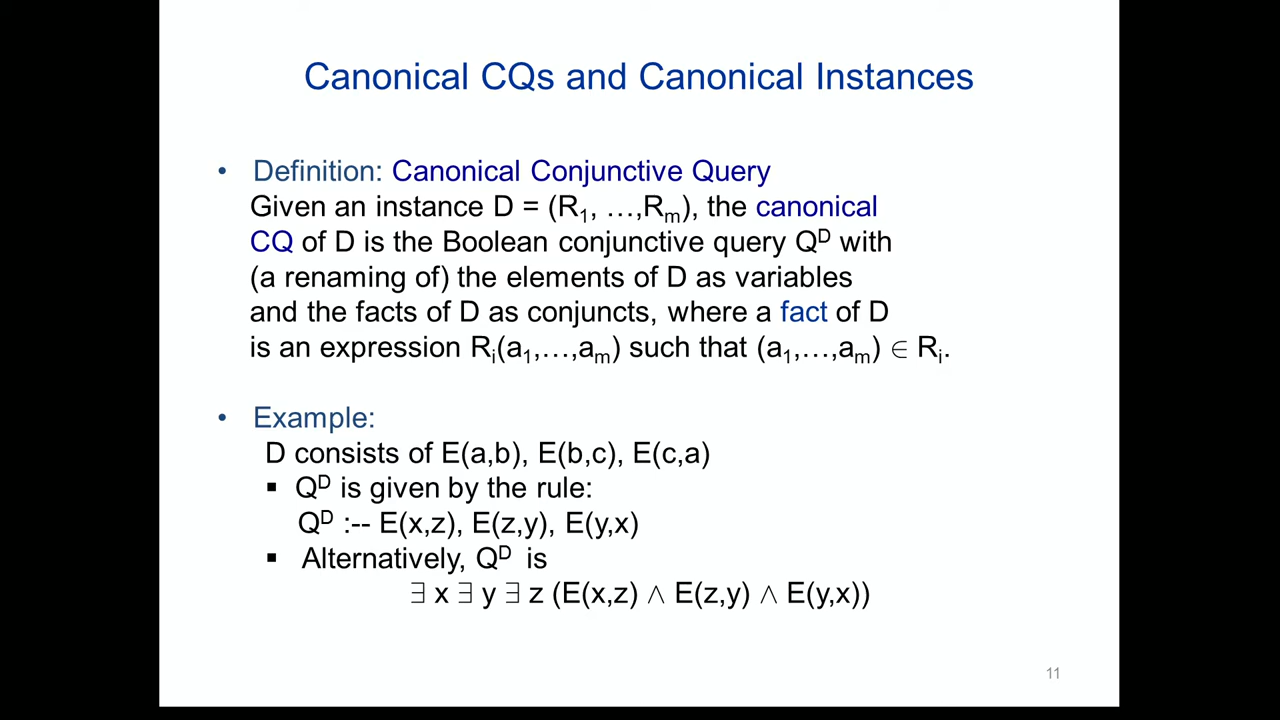 Canonical CQs and Canonical Instances
• Definition: Canonical Conjunctive Query
Given an instance D = (R₁, …,Rₘ), the canonical
CQ of D is the Boolean conjunctive query Qᴰ with
(a renaming of) the elements of D as variables
and the facts of D as conjuncts, where a fact of D
is an expression Rᵢ(a₁,…,aₘ) such that (a₁,…,aₘ) ∈ Rᵢ.
• Example:
D consists of E(a,b), E(b,c), E(c,a)
▪ Qᴰ is given by the rule:
Qᴰ :-- E(x,z), E(z,y), E(y,x)
▪ Alternatively, Qᴰ is
∃ x ∃ y ∃ z (E(x,z) ∧ E(z,y) ∧ E(y,x))
11